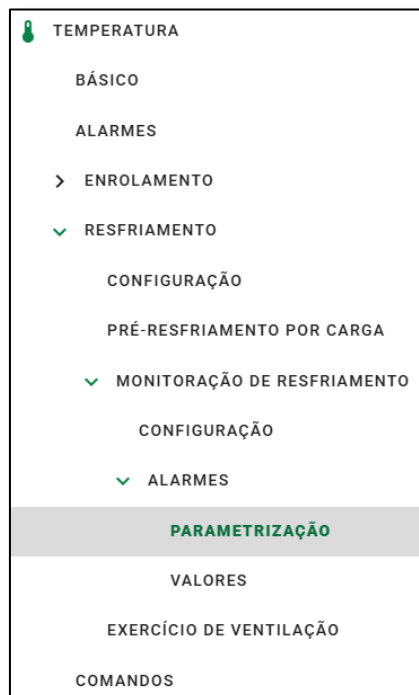 TEMPERATURA
BÁSICO
ALARMES
ENROLAMENTO
RESFRIAMENTO
CONFIGURAÇÃO
PRÉ-RESFRIAMENTO POR CARGA
MONITORAÇÃO DE RESFRIAMENTO
CONFIGURAÇÃO
ALARMES
PARAMETRIZAÇÃO
VALORES
EXERCÍCIO DE VENTILAÇÃO
COMANDOS